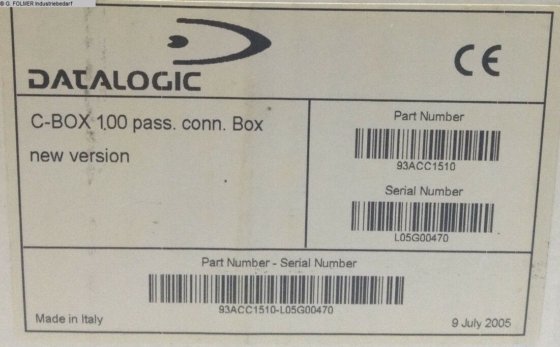 © G. FOLMER Industriebedarf
DATALOGIC
CE
C-BOX 100 pass. conn. Box
new version
Part Number
93ACC1510
Serial Number
L05G00470
Part Number - Serial Number
93ACC1510-L05G00470
Made in Italy
9 July 2005